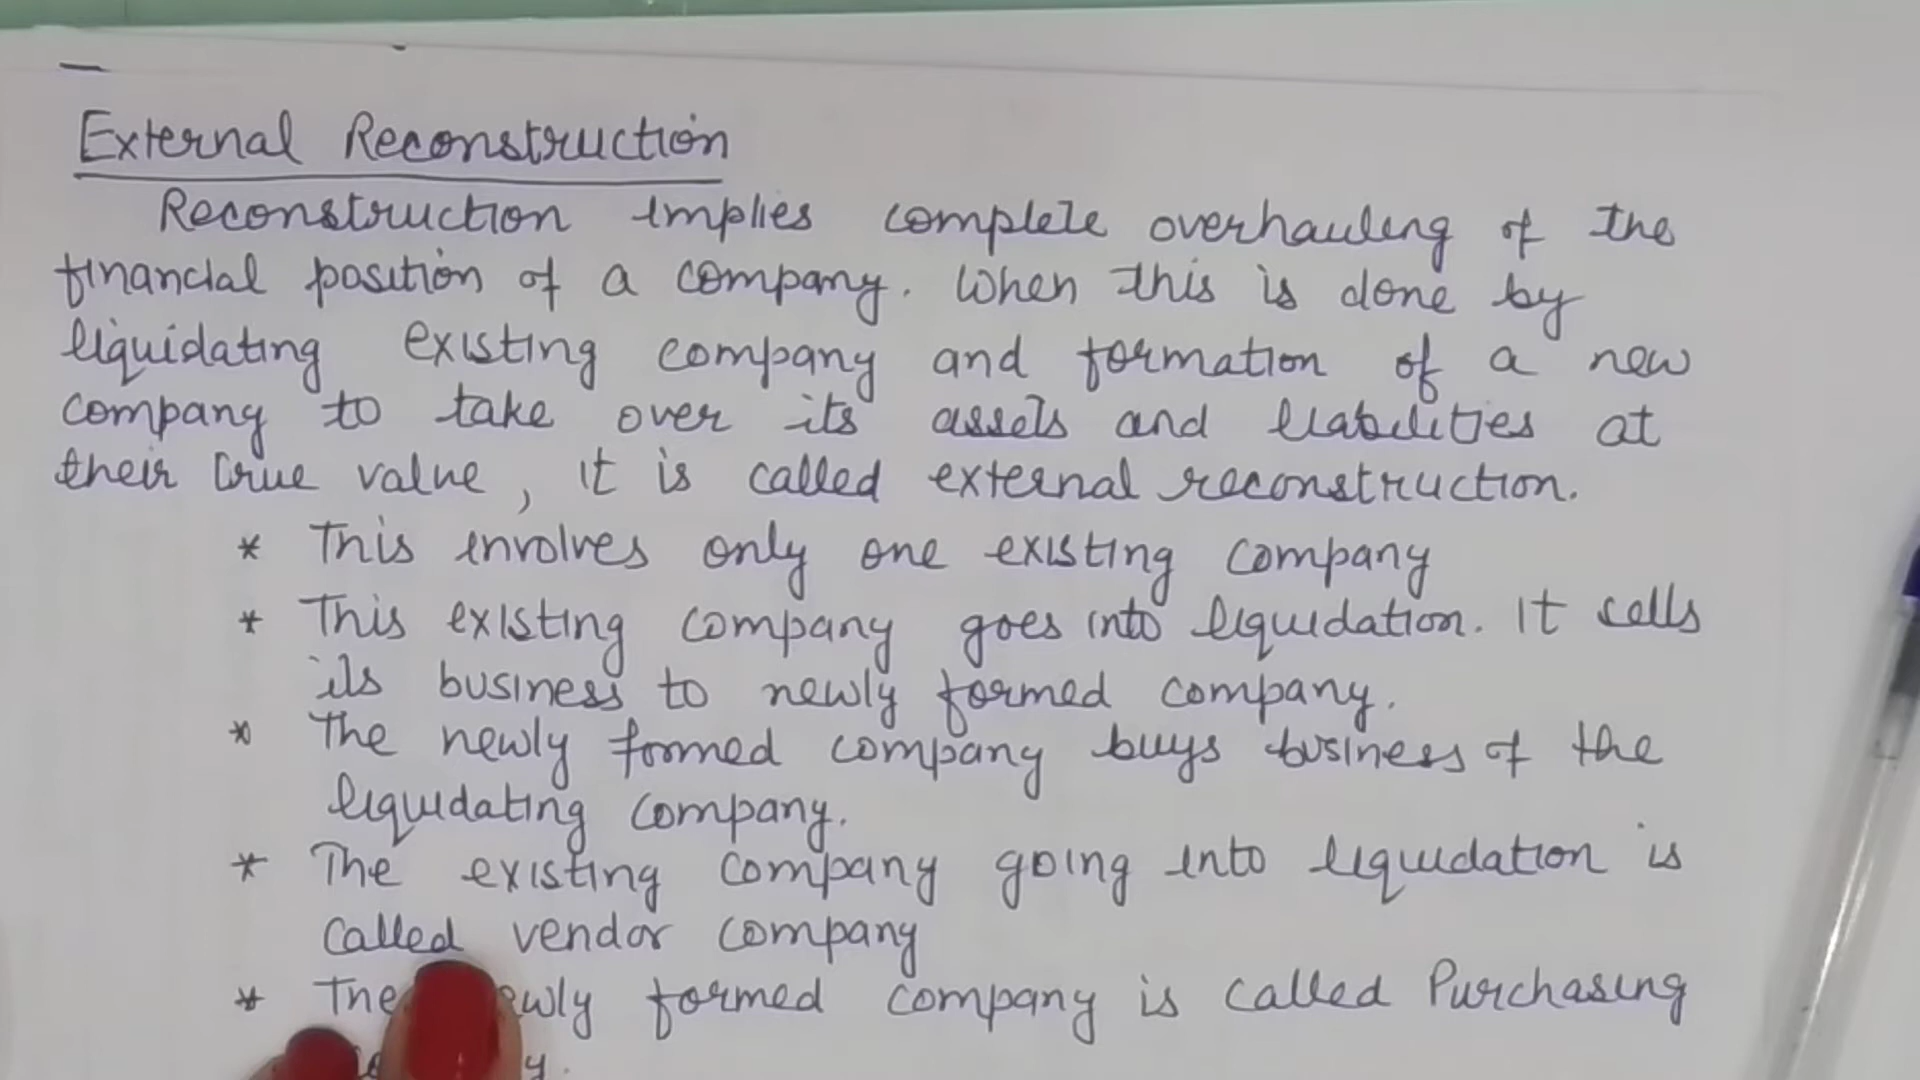 External Reconstruction
Reconstruction implies complete overhauling of the
financial position of a company. When this is done by
liquidating existing company and formation of a new
company to take over its assets and liabilities at
their true value, it is called external reconstruction.
* This involves only one existing company
* This existing company goes into liquidation. It cells
its business to newly formed company.
* The newly formed company buys business of the
liquidating company.
* The existing company going into liquidation is
called vendor company
* The formed company is called Purchasing